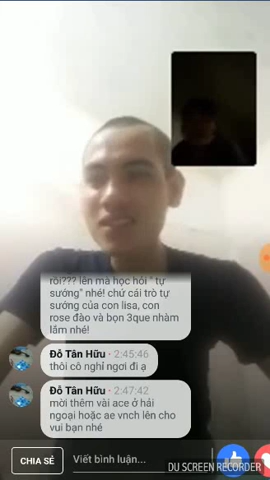 rồi??? lên mà học hỏi " tự
sướng" nhé! chứ cái trò tự
sướng của con lisa, con
rose đào và bọn 3que nhàm
lắm nhé!
Đỗ Tân Hữu · 2:45:46
thôi cô nghỉ ngơi đi ạ
Đỗ Tân Hữu · 2:47:42
mời thêm vài ace ở hải
ngoại hoặc ae vnch lên cho
vui bạn nhé
CHIA SẺ
Viết bình luận...
DU SCREEN RECORDER